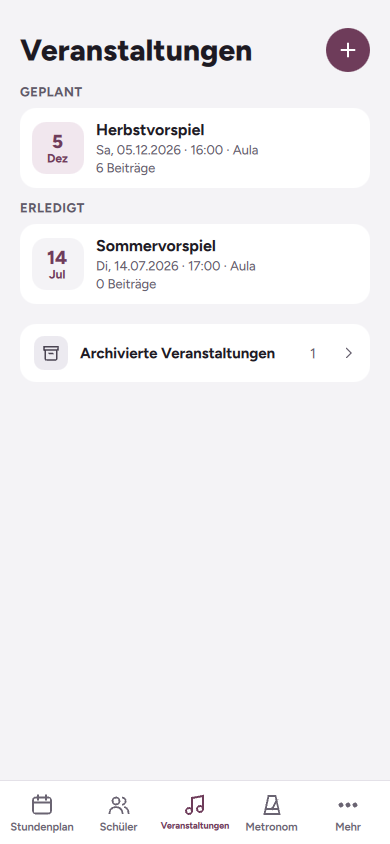 Veranstaltungen
GEPLANT
5
Dez
Herbstvorspiel
Sa, 05.12.2026 · 16:00 · Aula
6 Beiträge
ERLEDIGT
14
Jul
Sommervorspiel
Di, 14.07.2026 · 17:00 · Aula
0 Beiträge
Archivierte Veranstaltungen 1
Stundenplan Schüler Veranstaltungen Metronom Mehr